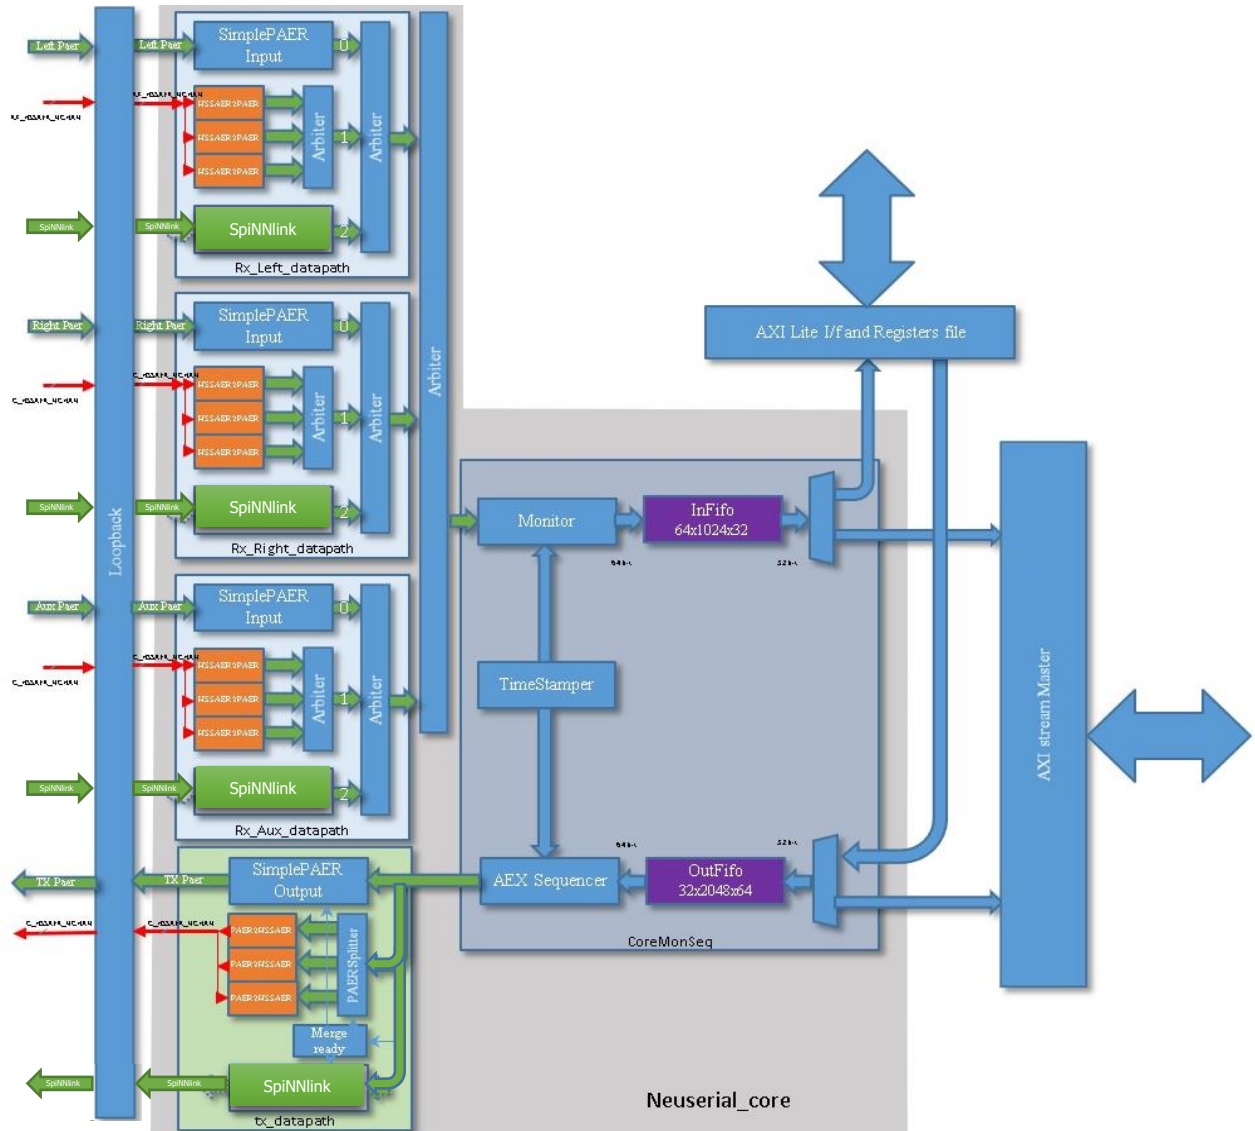 Left Paer
Left Paer
SimplePAER
Input
0
HSSAER2PAER
HSSAER2PAER
HSSAER2PAER
Arbiter
1
Arbiter
SpiNNlink
SpiNNlink
SpiNNlink
2
Rx_Left_datapath
Right Paer
Right Paer
SimplePAER
Input
0
HSSAER2PAER
HSSAER2PAER
HSSAER2PAER
Arbiter
1
Arbiter
SpiNNlink
SpiNNlink
SpiNNlink
2
Rx_Right_datapath
Aux Paer
Aux Paer
SimplePAER
Input
0
HSSAER2PAER
HSSAER2PAER
HSSAER2PAER
Arbiter
1
Arbiter
SpiNNlink
SpiNNlink
SpiNNlink
2
Rx_Aux_datapath
Loopback
Arbiter
TX Paer
TX Paer
SimplePAER
Output
PAER2HSSAER
PAER2HSSAER
PAER2HSSAER
PAERSplitter
Merge
ready
SpiNNlink
SpiNNlink
SpiNNlink
tx_datapath
AXI Lite I/f and Registers file
Monitor
InFifo
64x1024x32
TimeStamper
AEX Sequencer
OutFifo
32x2048x64
CoreMonSeq
AXI stream Master
Neuserial_core